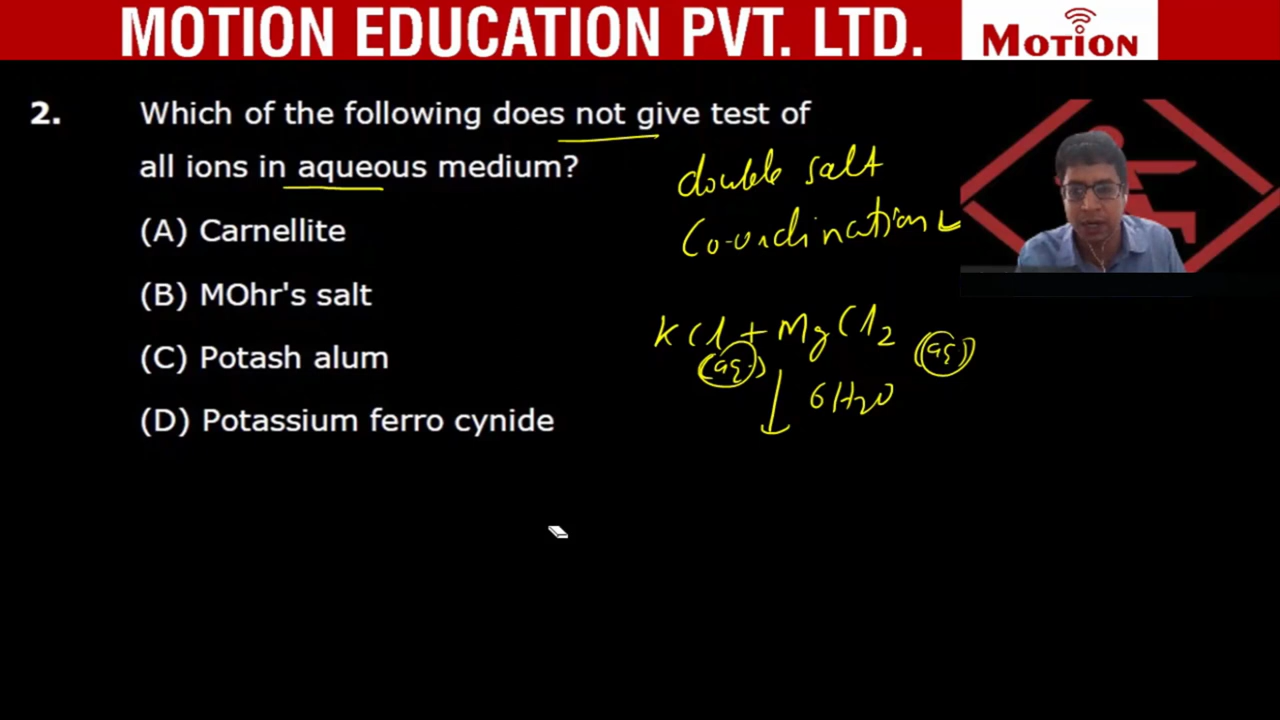 MOTION EDUCATION PVT. LTD.
MOTION
2. Which of the following does not give test of
all ions in aqueous medium?
(A) Carnellite
(B) MOhr's salt
(C) Potash alum
(D) Potassium ferro cynide
double salt
Co-ordination
KCl + MgCl2 (aq)
(aq.)
6H2O